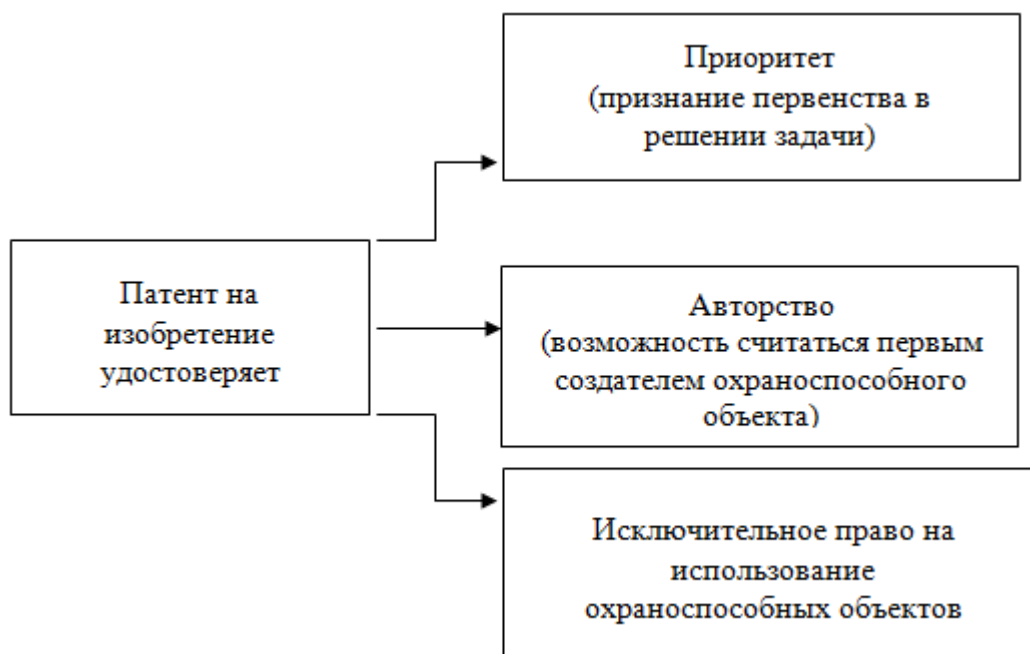 Приоритет
(признание первенства в
решении задачи)
Патент на
изобретение
удостоверяет
Авторство
(возможность считаться первым
создателем охраноспособного
объекта)
Исключительное право на
использование
охраноспособных объектов